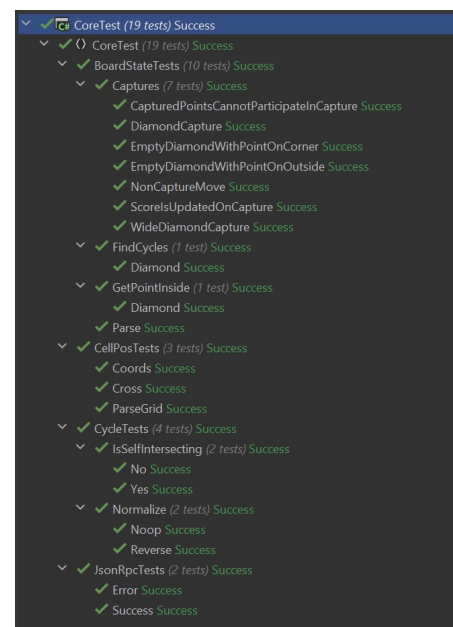 C# CoreTest (19 tests) Success
CoreTest (19 tests) Success
BoardStateTests (10 tests) Success
Captures (7 tests) Success
CapturedPointsCannotParticipateInCapture Success
DiamondCapture Success
EmptyDiamondWithPointOnCorner Success
EmptyDiamondWithPointOnOutside Success
NonCaptureMove Success
ScoreIsUpdatedOnCapture Success
WideDiamondCapture Success
FindCycles (1 test) Success
Diamond Success
GetPointInside (1 test) Success
Diamond Success
Parse Success
CellPosTests (3 tests) Success
Coords Success
Cross Success
ParseGrid Success
CycleTests (4 tests) Success
IsSelfIntersecting (2 tests) Success
No Success
Yes Success
Normalize (2 tests) Success
Noop Success
Reverse Success
JsonRpcTests (2 tests) Success
Error Success
Success Success